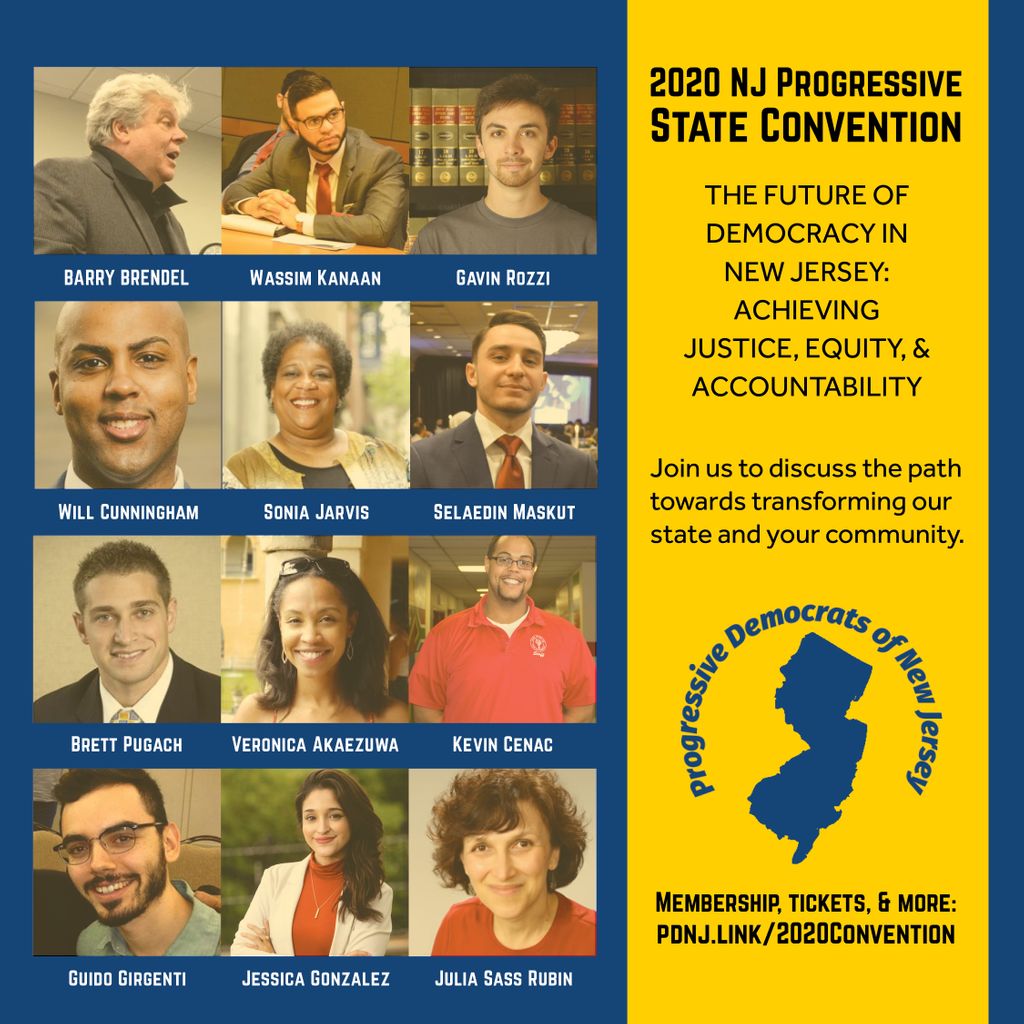 2020 NJ Progressive
State Convention
THE FUTURE OF
DEMOCRACY IN
NEW JERSEY:
ACHIEVING
JUSTICE, EQUITY, &
ACCOUNTABILITY
Join us to discuss the path
towards transforming our
state and your community.
Progressive Democrats of New Jersey
Membership, tickets, & more:
pdnj.link/2020Convention
Barry Brendel
Wassim Kanaan
Gavin Rozzi
Will Cunningham
Sonia Jarvis
Selaedin Maskut
Brett Pugach
Veronica Akaezuwa
Kevin Cenac
Guido Girgenti
Jessica Gonzalez
Julia Sass Rubin